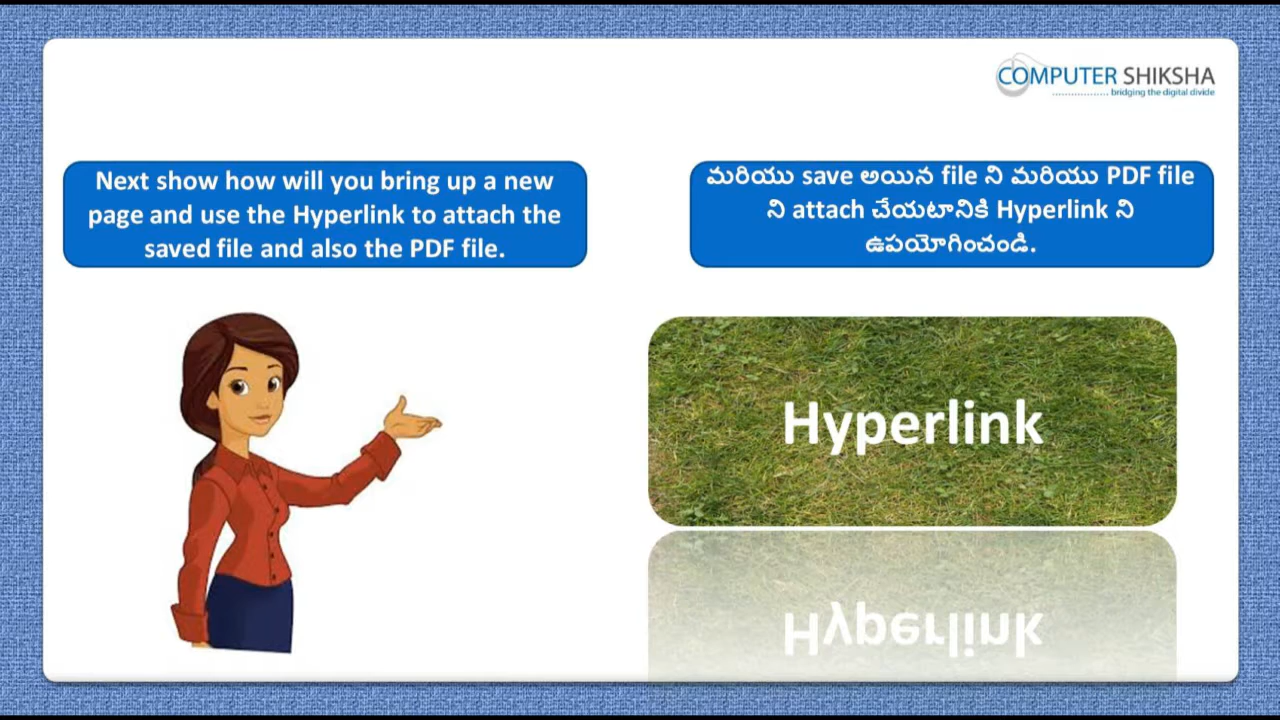 COMPUTER SHIKSHA
bridging the digital divide
Next show how will you bring up a new
page and use the Hyperlink to attach the
saved file and also the PDF file.
మరియు save అయిన file ని మరియు PDF file
ని attach చేయటానికి Hyperlink ని
ఉపయోగించండి.
Hyperlink
Hyperlink